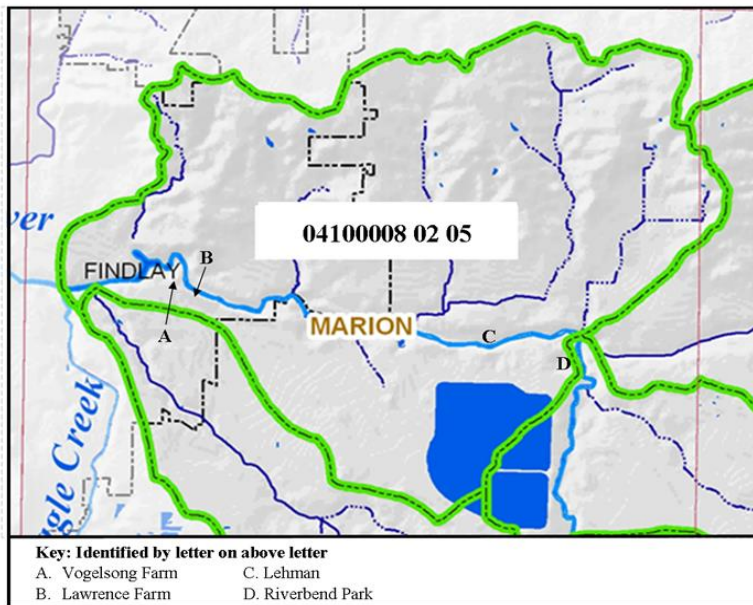 ver
04100008 02 05
FINDLAY
B
A
MARION
C
D
gle Creek
Key: Identified by letter on above letter
A. Vogelsong Farm C. Lehman
B. Lawrence Farm D. Riverbend Park